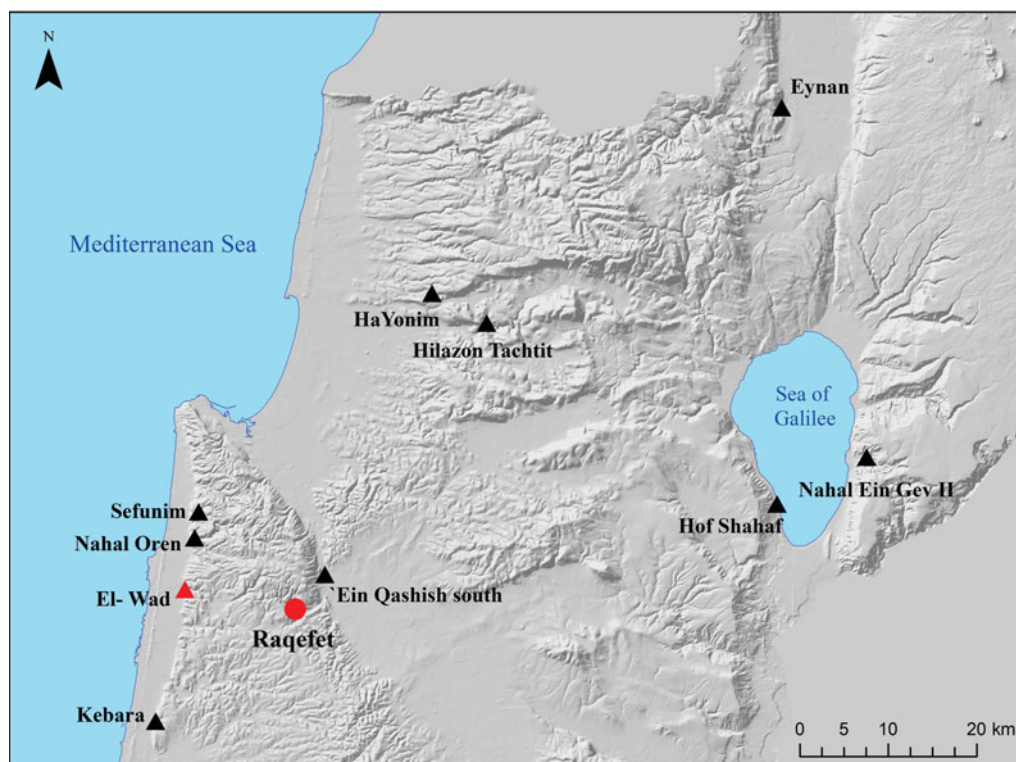 N
Eynan
Mediterranean Sea
HaYonim
Hilazon Tachtit
Sea of
Galilee
Nahal Ein Gev II
Sefunim
Hof Shahaf
Nahal Oren
`Ein Qashish south
El- Wad
Raqefet
Kebara
0 5 10 20 km